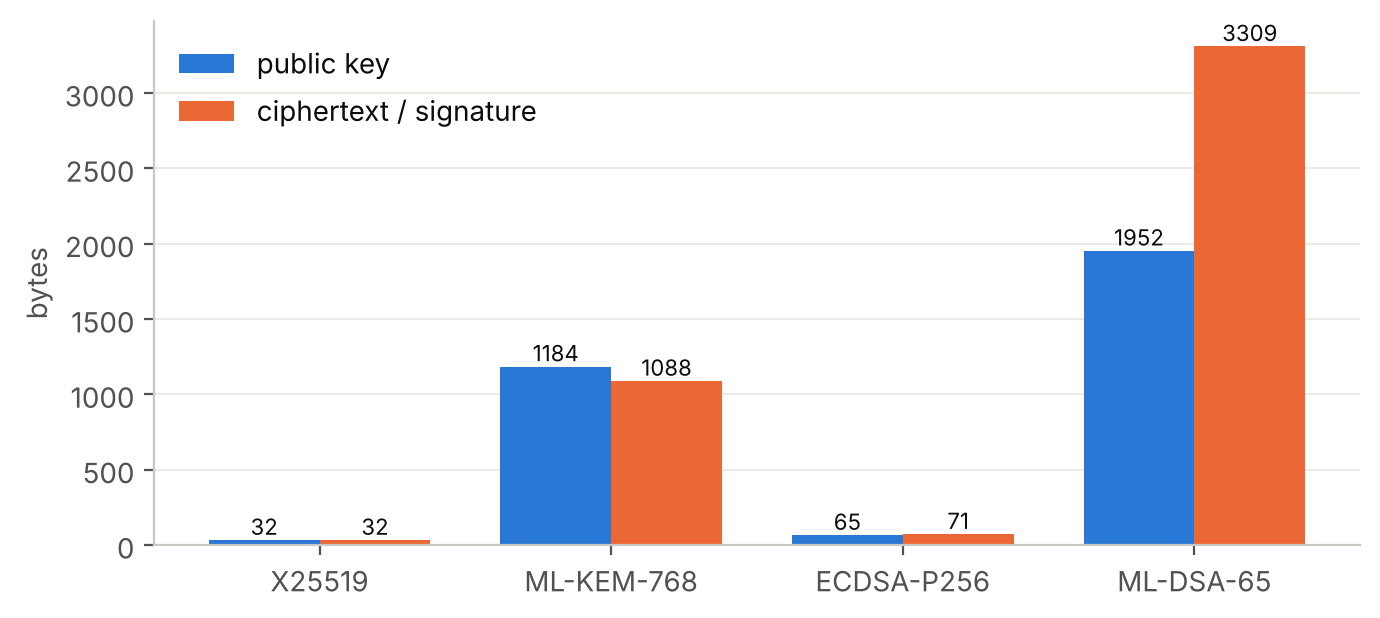 3309
public key
ciphertext / signature
3000
2500
2000
1952
bytes
1500
1184
1088
1000
500
32
32
65
71
0
X25519
ML-KEM-768
ECDSA-P256
ML-DSA-65